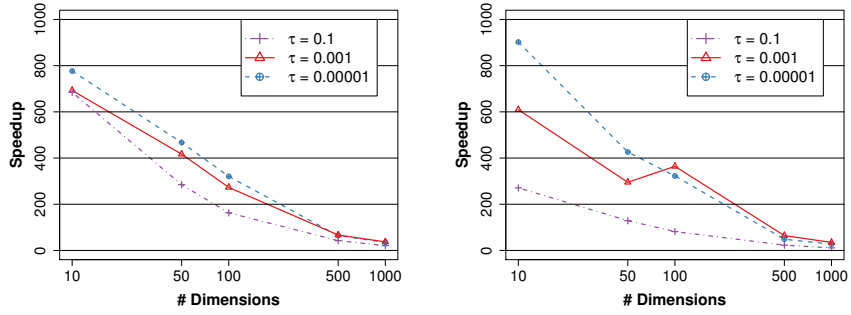 1000
800
600
400
200
0
Speedup
τ = 0.1
τ = 0.001
τ = 0.00001
10
50
100
500
1000
# Dimensions
1000
800
600
400
200
0
Speedup
τ = 0.1
τ = 0.001
τ = 0.00001
10
50
100
500
1000
# Dimensions